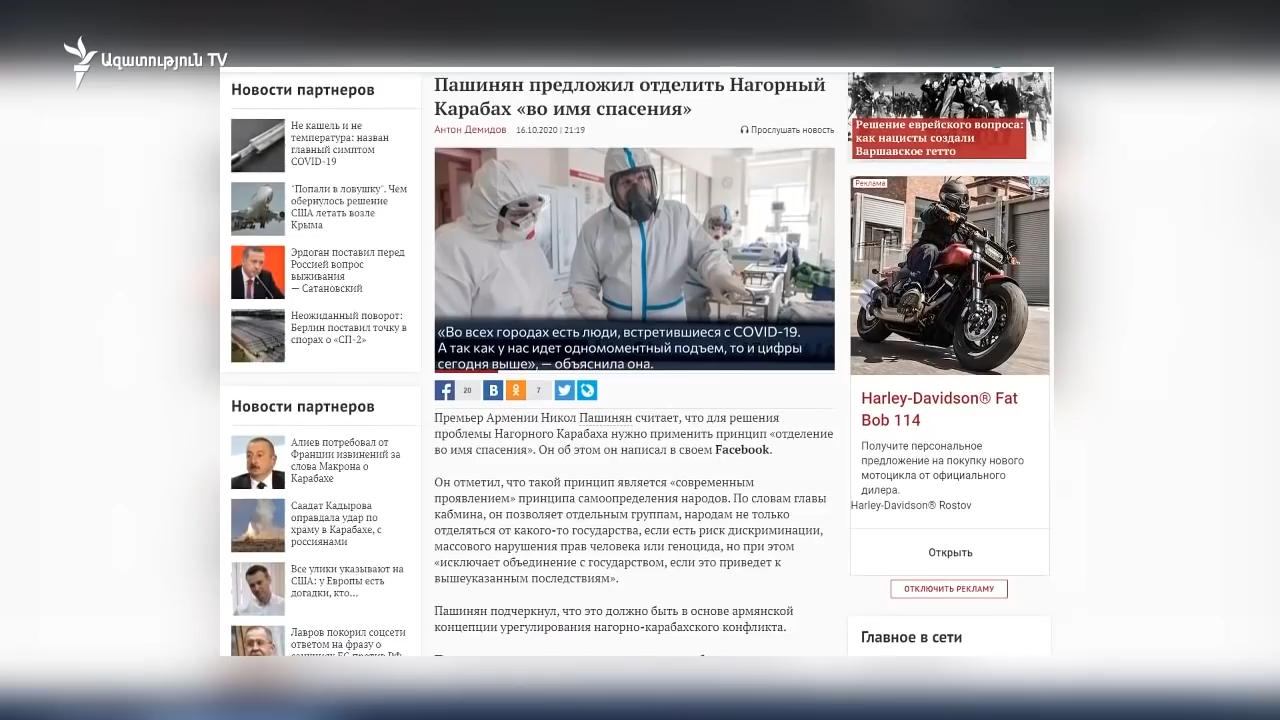 Ազատություն TV
Новости партнеров
Не кашель и не
температура: назван
главный симптом
COVID-19
"Попали в ловушку". Чем
обернулось решение
США летать возле
Крыма
Эрдоган поставил перед
Россией вопрос
выживания
— Сатановский
Неожиданный поворот:
Берлин поставил точку в
спорах о «СП-2»
Новости партнеров
Алиев потребовал от
Франции извинений за
слова Макрона о
Карабахе
Саадат Кадырова
оправдала удар по
храму в Карабахе, с
россиянами
Все улики указывают на
США: у Европы есть
догадки, кто...
Лавров покорил соцсети
ответом на фразу о
Пашинян предложил отделить Нагорный
Карабах «во имя спасения»
Антон Демидов 16.10.2020 | 21:19
Прослушать новость
«Во всех городах есть люди, встретившиеся с COVID-19.
А так как у нас идет одномоментный подъем, то и цифры
сегодня выше», — объяснила она.
20
7
Премьер Армении Никол Пашинян считает, что для решения
проблемы Нагорного Карабаха нужно применить принцип «отделение
во имя спасения». Он об этом он написал в своем Facebook.
Он отметил, что такой принцип является «современным
проявлением» принципа самоопределения народов. По словам главы
кабмина, он позволяет отдельным группам, народам не только
отделяться от какого-то государства, если есть риск дискриминации,
массового нарушения прав человека или геноцида, но при этом
«исключает объединение с государством, если это приведет к
вышеуказанным последствиям».
Пашинян подчеркнул, что это должно быть в основе армянской
концепции урегулирования нагорно-карабахского конфликта.
Решение еврейского вопроса:
как нацисты создали
Варшавское гетто
Реклама
Harley-Davidson® Fat
Bob 114
Получите персональное
предложение на покупку нового
мотоцикла от официального
дилера.
Harley-Davidson® Rostov
Открыть
ОТКЛЮЧИТЬ РЕКЛАМУ
Главное в сети